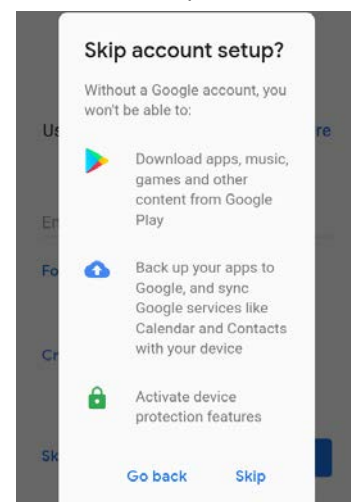 Skip account setup?
Without a Google account, you
won't be able to:
Download apps, music,
games and other
content from Google
Play
Back up your apps to
Google, and sync
Google services like
Calendar and Contacts
with your device
Activate device
protection features
Go back Skip